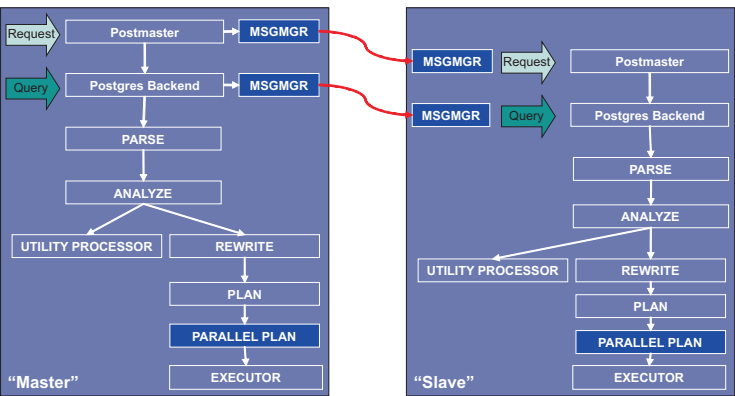 Request
Postmaster
MSGMGR
Query
Postgres Backend
MSGMGR
PARSE
ANALYZE
UTILITY PROCESSOR
REWRITE
PLAN
PARALLEL PLAN
EXECUTOR
“Master”
MSGMGR
Request
Postmaster
MSGMGR
Query
Postgres Backend
PARSE
ANALYZE
UTILITY PROCESSOR
REWRITE
PLAN
PARALLEL PLAN
EXECUTOR
“Slave”